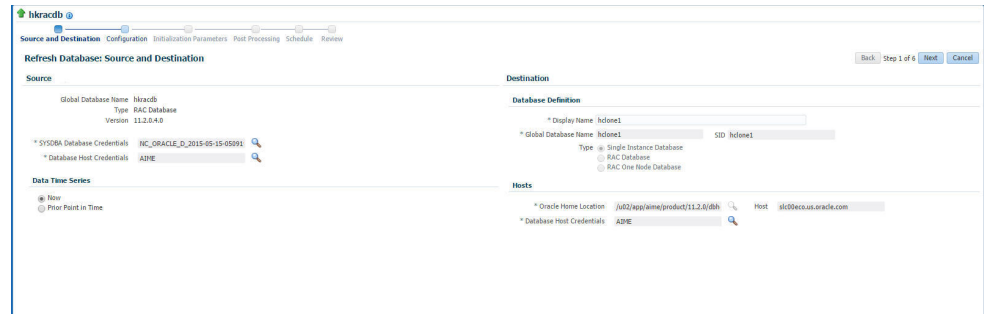 hkracdb
Source and Destination Configuration Initialization Parameters Post Processing Schedule Review
Refresh Database: Source and Destination
Back Step 1 of 6 Next Cancel
Source
Global Database Name hkracdb
Type RAC Database
Version 11.2.0.4.0
* SYSDBA Database Credentials NC_ORACLE_D_2015-05-15-05091
* Database Host Credentials AIME
Data Time Series
Now
Prior Point in Time
Destination
Database Definition
* Display Name hclone1
* Global Database Name hclone1 SID hclone1
Type Single Instance Database
RAC Database
RAC One Node Database
Hosts
* Oracle Home Location /u02/app/aime/product/11.2.0/dbh Host slc00eco.us.oracle.com
* Database Host Credentials AIME